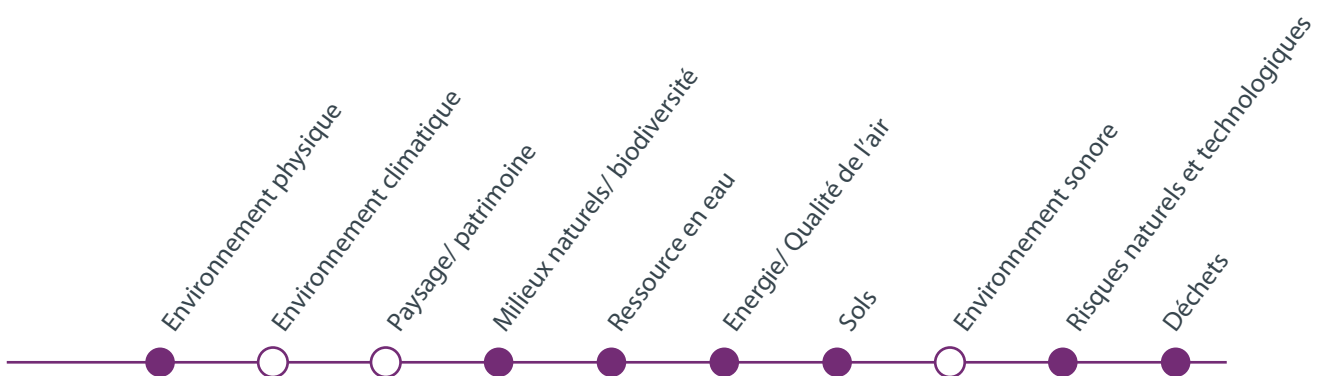 Environnement physique
Environnement climatique
Paysage/ patrimoine
Milieux naturels/ biodiversité
Ressource en eau
Energie/ Qualité de l'air
Sols
Environnement sonore
Risques naturels et technologiques
Déchets